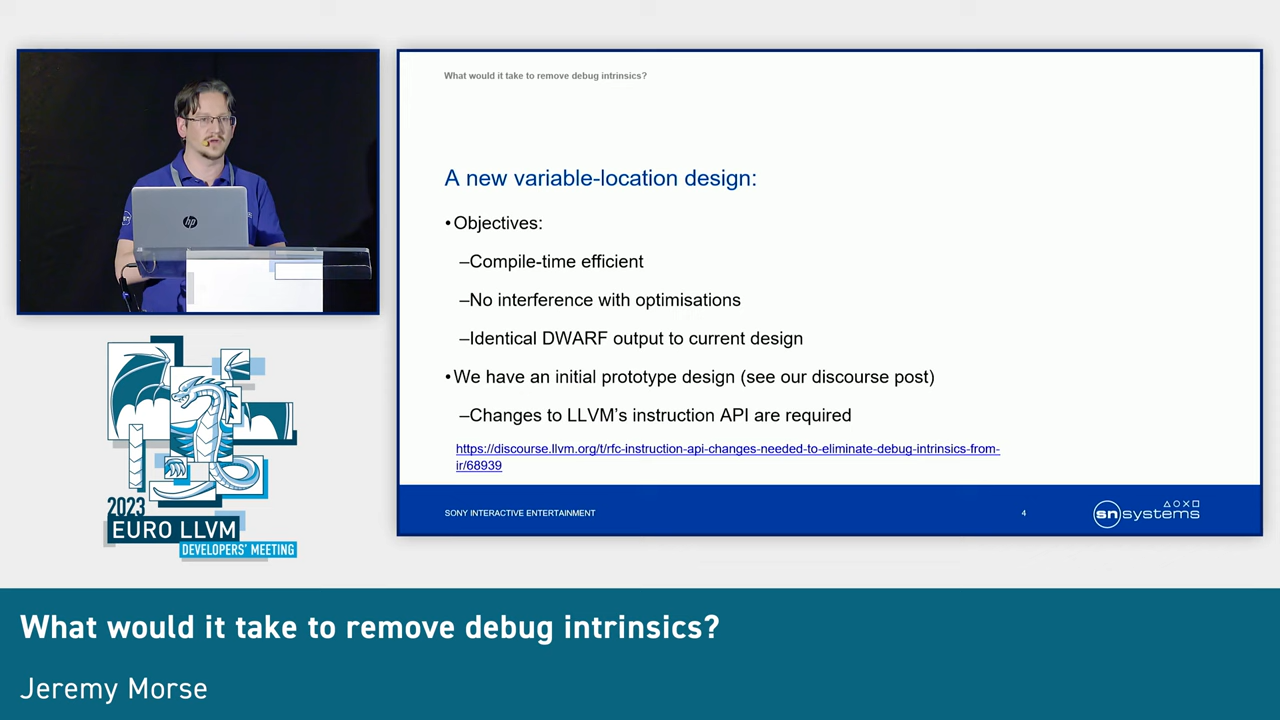 What would it take to remove debug intrinsics?
A new variable-location design:
•Objectives:
–Compile-time efficient
–No interference with optimisations
–Identical DWARF output to current design
•We have an initial prototype design (see our discourse post)
–Changes to LLVM's instruction API are required
https://discourse.llvm.org/t/rfc-instruction-api-changes-needed-to-eliminate-debug-intrinsics-from-
ir/68939
SONY INTERACTIVE ENTERTAINMENT
4
sn systems
hp
2023
EURO LLVM
DEVELOPERS' MEETING
What would it take to remove debug intrinsics?
Jeremy Morse